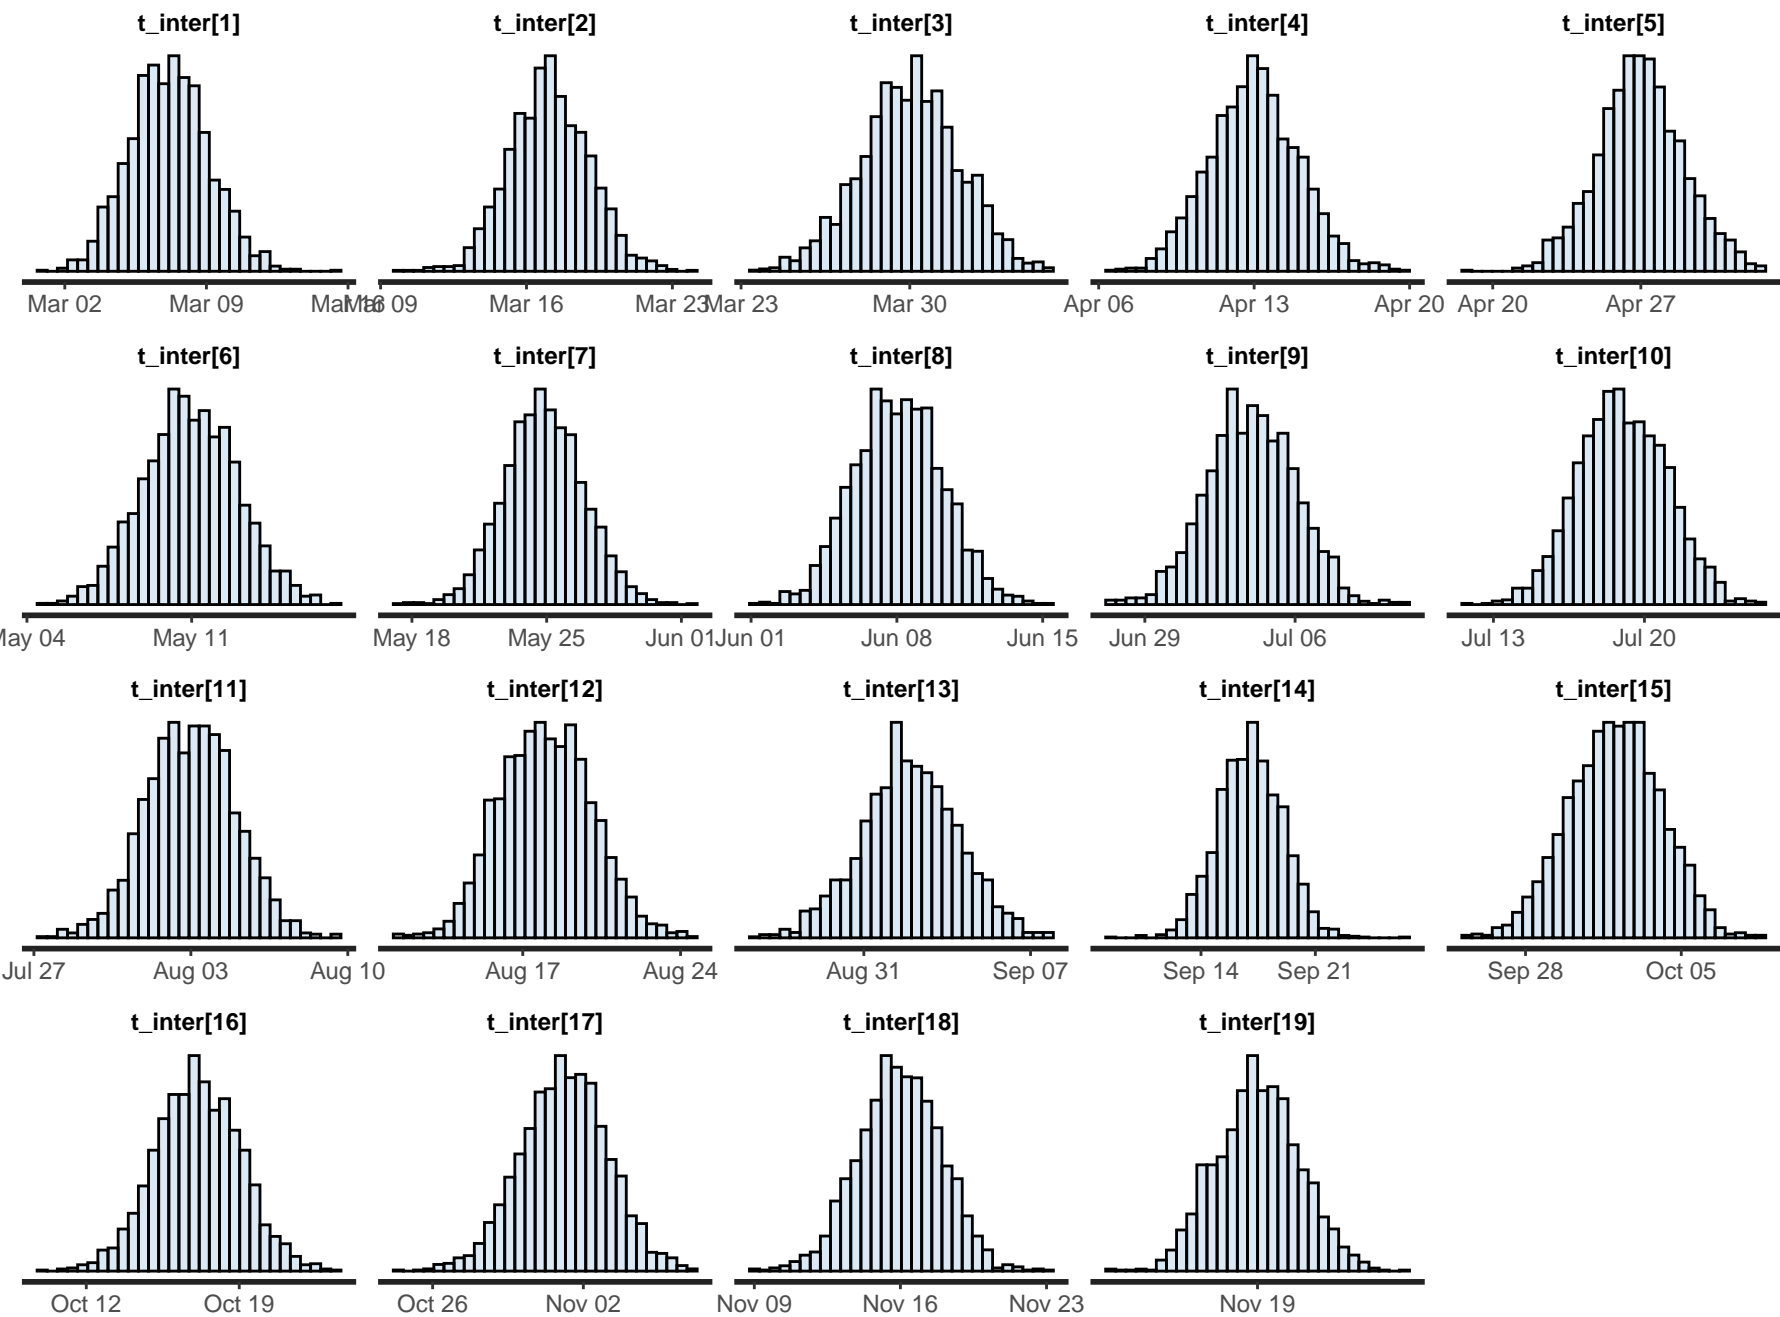 t_inter[1] t_inter[2] t_inter[3] t_inter[4] t_inter[5]
Mar 02 Mar 09 Mar 16 Mar 09 Mar 16 Mar 23 Mar 23 Mar 30 Apr 06 Apr 13 Apr 20 Apr 20 Apr 27
t_inter[6] t_inter[7] t_inter[8] t_inter[9] t_inter[10]
May 04 May 11 May 18 May 25 Jun 01 Jun 01 Jun 08 Jun 15 Jun 29 Jul 06 Jul 13 Jul 20
t_inter[11] t_inter[12] t_inter[13] t_inter[14] t_inter[15]
Jul 27 Aug 03 Aug 10 Aug 17 Aug 24 Aug 31 Sep 07 Sep 14 Sep 21 Sep 28 Oct 05
t_inter[16] t_inter[17] t_inter[18] t_inter[19]
Oct 12 Oct 19 Oct 26 Nov 02 Nov 09 Nov 16 Nov 23 Nov 19